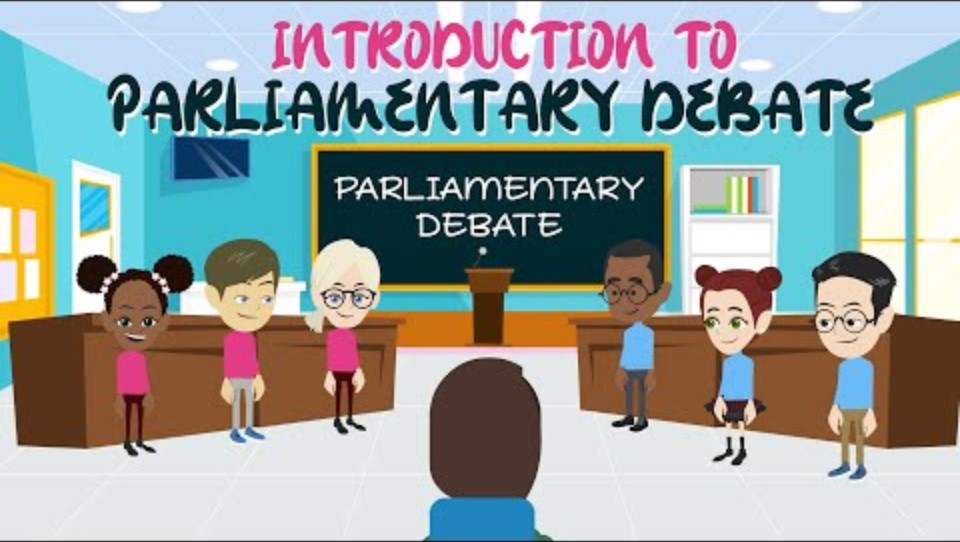 INTRODUCTION TO
PARLIAMENTARY DEBATE
PARLIAMENTARY
DEBATE